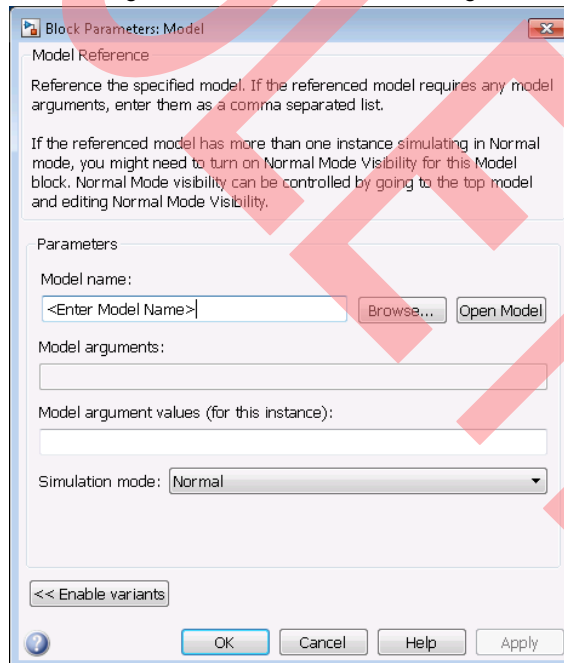 Block Parameters: Model
Model Reference
Reference the specified model. If the referenced model requires any model
arguments, enter them as a comma separated list.
If the referenced model has more than one instance simulating in Normal
mode, you might need to turn on Normal Mode Visibility for this Model
block. Normal Mode visibility can be controlled by going to the top model
and editing Normal Mode Visibility.
Parameters
Model name:
<Enter Model Name>
Browse... Open Model
Model arguments:
Model argument values (for this instance):
Simulation mode: Normal
<< Enable variants
OK Cancel Help Apply